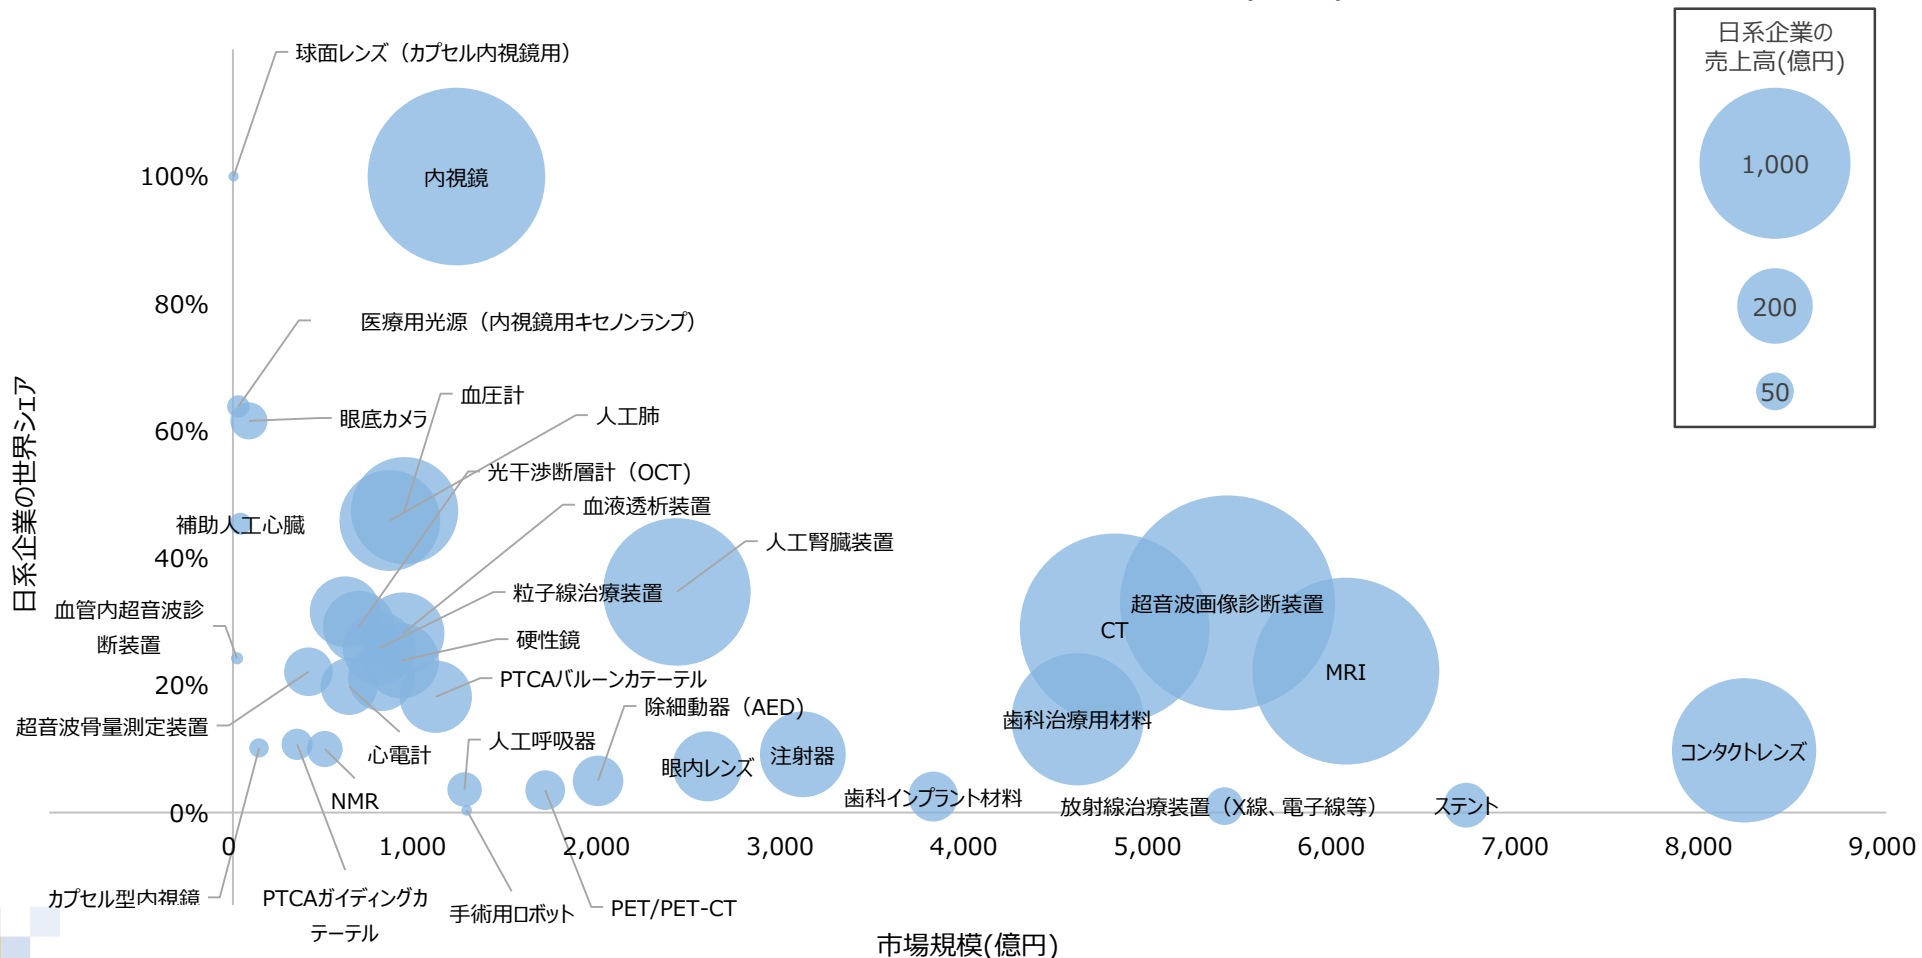 日系企業の
売上高(億円)
1,000
200
50
球面レンズ（カプセル内視鏡用）
100%
内視鏡
80%
医療用光源（内視鏡用キセノンランプ）
血圧計
眼底カメラ
人工肺
60%
光干渉断層計（OCT)
血液透析装置
補助人工心臓
人工腎臓装置
40%
粒子線治療装置
超音波画像診断装置
血管内超音波診
断装置
硬性鏡
CT
MRI
20%
PTCAバルーンカテーテル
除細動器（AED）
歯科治療用材料
超音波骨量測定装置
人工呼吸器
心電計
眼内レンズ
注射器
コンタクトレンズ
NMR
歯科インプラント材料
放射線治療装置（X線、電子線等）
ステント
0%
0
1,000
2,000
3,000
4,000
5,000
6,000
7,000
8,000
9,000
カプセル型内視鏡
PTCAガイディングカ
テーテル
手術用ロボット
PET/PET-CT
市場規模(億円)
日系企業の世界シェア